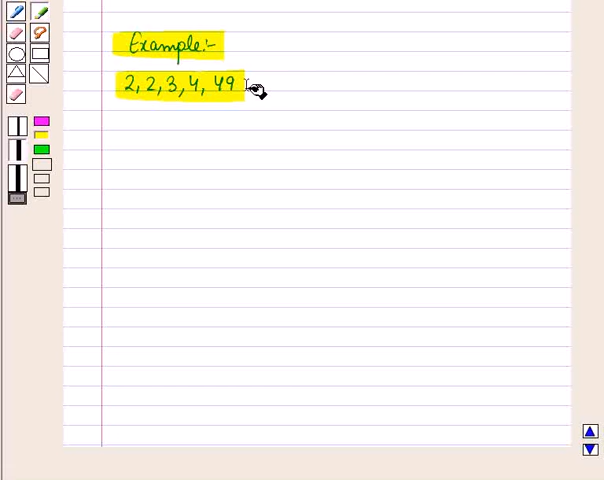 Example:-
2, 2, 3, 4, 49